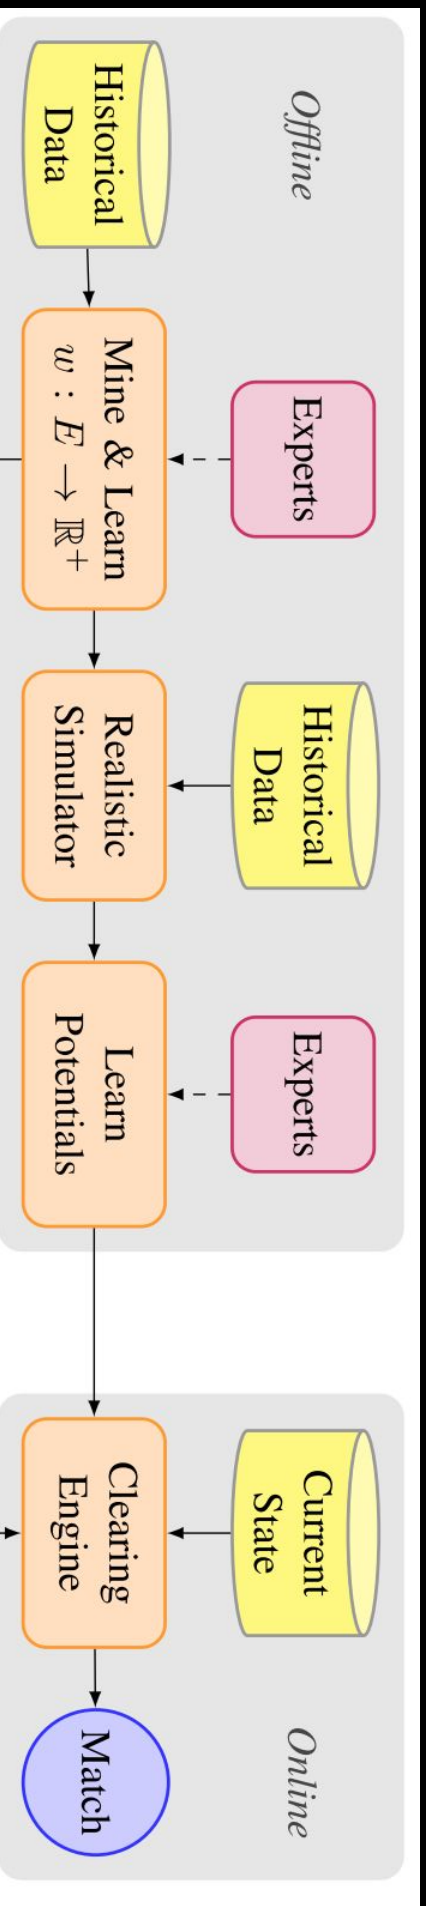 Offline
Historical
Data
Experts
Mine & Learn
w : E → ℝ⁺
Historical
Data
Realistic
Simulator
Experts
Learn
Potentials
Current
State
Clearing
Engine
Online
Match